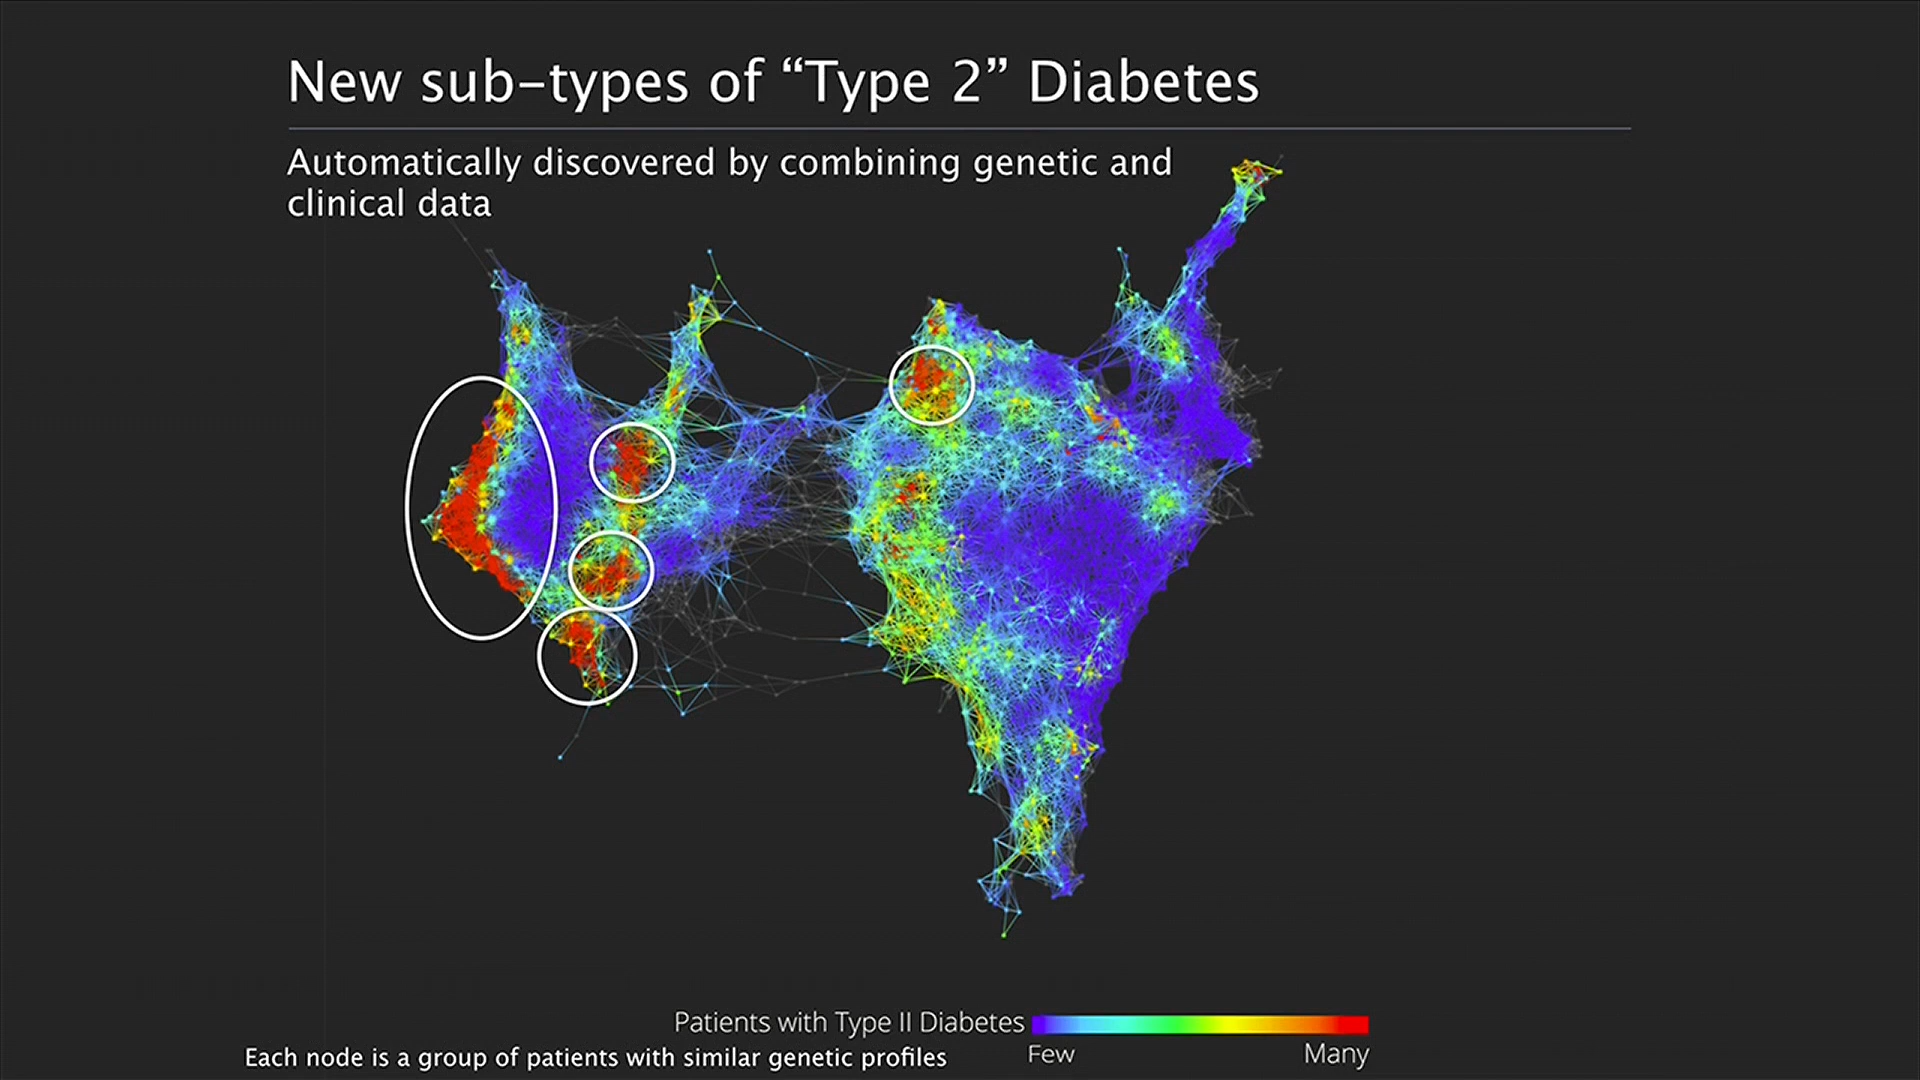 New sub-types of “Type 2” Diabetes
Automatically discovered by combining genetic and
clinical data
Patients with Type II Diabetes
Few Many
Each node is a group of patients with similar genetic profiles